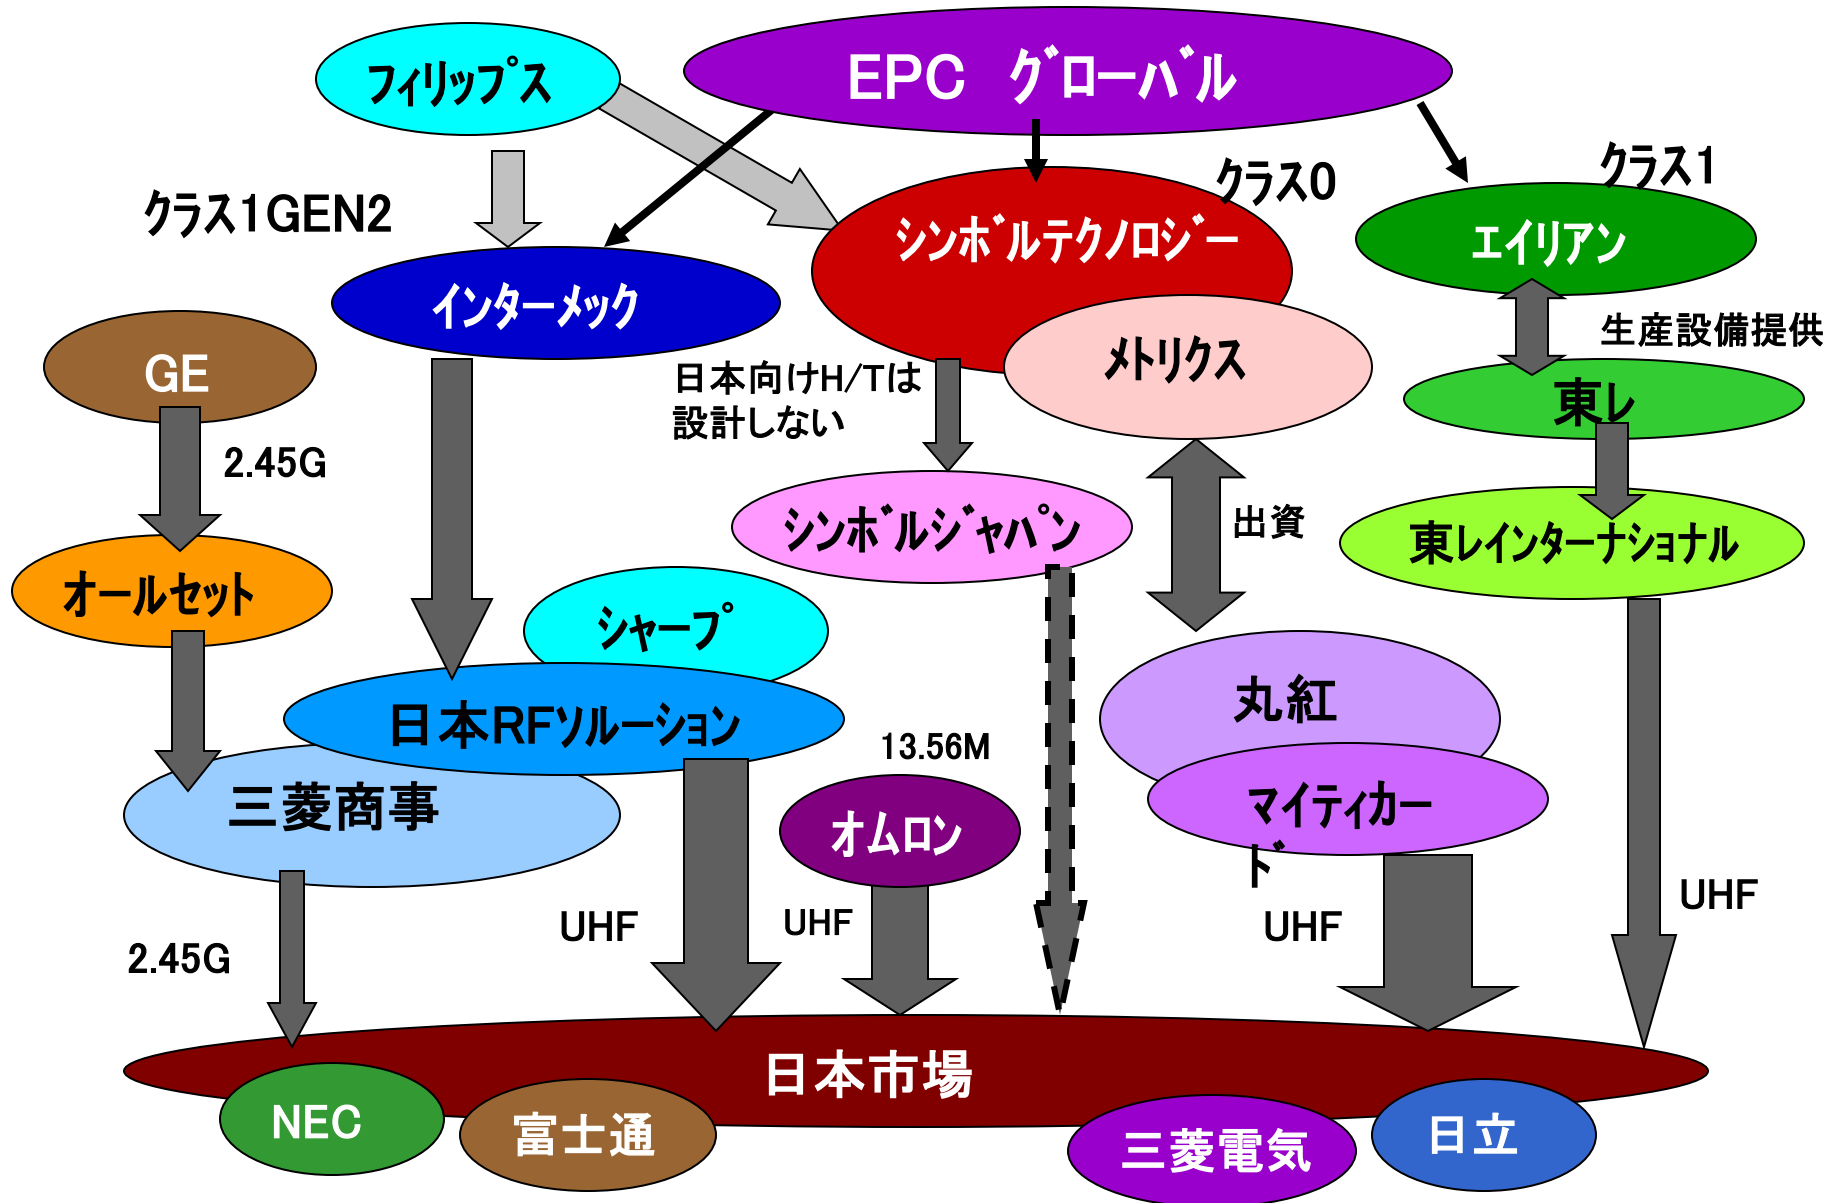 フィリップス
EPC グローバル
クラス1
クラス0
クラス1GEN2
シンボルテクノロジー
エイリアン
インターメック
生産設備提供
GE
メトリクス
日本向けH/Tは
設計しない
東レ
2.45G
シンボルジャパン
出資
東レインターナショナル
オールセット
シャープ
丸紅
日本RFソルーション
13.56M
三菱商事
マイティカー
ド
オムロン
UHF
UHF
UHF
UHF
2.45G
日本市場
NEC
富士通
三菱電気
日立